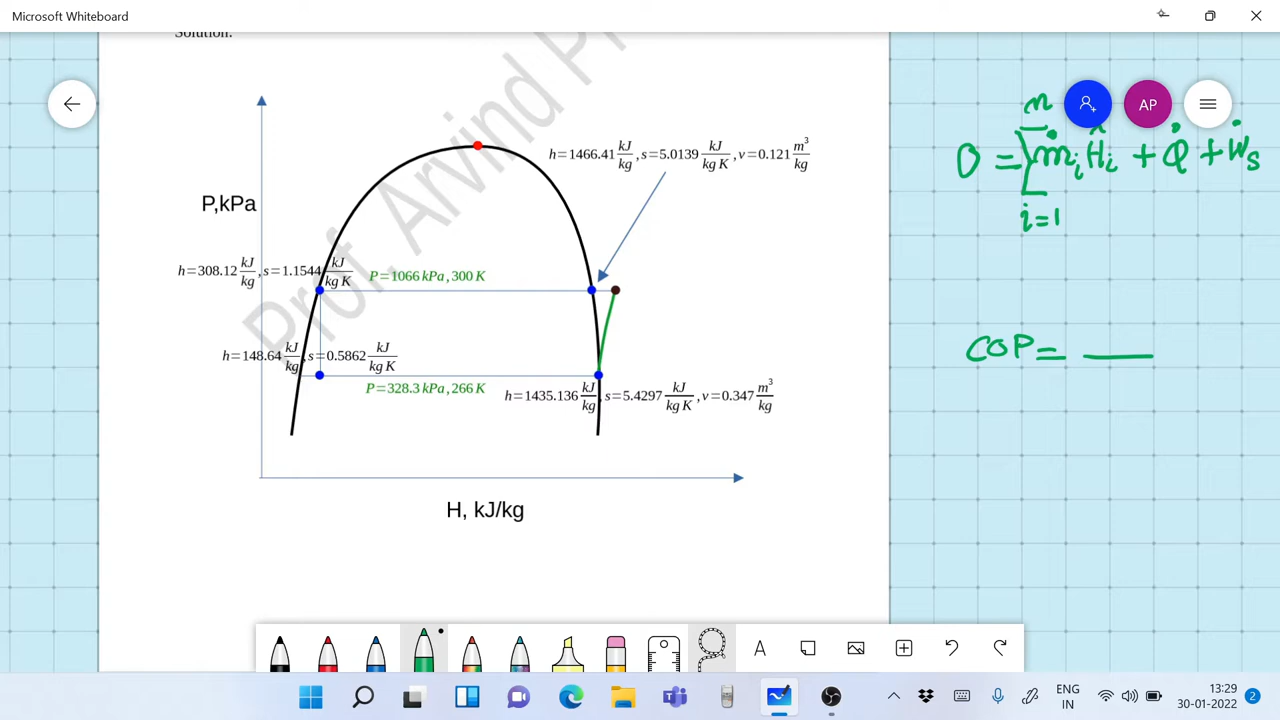 Microsoft Whiteboard
Solution:
Prof. Arvind P
AP
P,kPa
h=1466.41 kJ/kg, s=5.0139 kJ/kg K, v=0.121 m³/kg
h=308.12 kJ/kg, s=1.1544 kJ/kg K
P=1066 kPa, 300 K
h=148.64 kJ/kg, s=0.5862 kJ/kg K
P=328.3 kPa, 266 K
h=1435.136 kJ/kg, s=5.4297 kJ/kg K, v=0.347 m³/kg
H, kJ/kg
n
0 = ∑ ṁᵢ Ĥᵢ + Q̇ + Ẇs
i=1
COP = ___
A
ENG
IN
13:29
30-01-2022
2